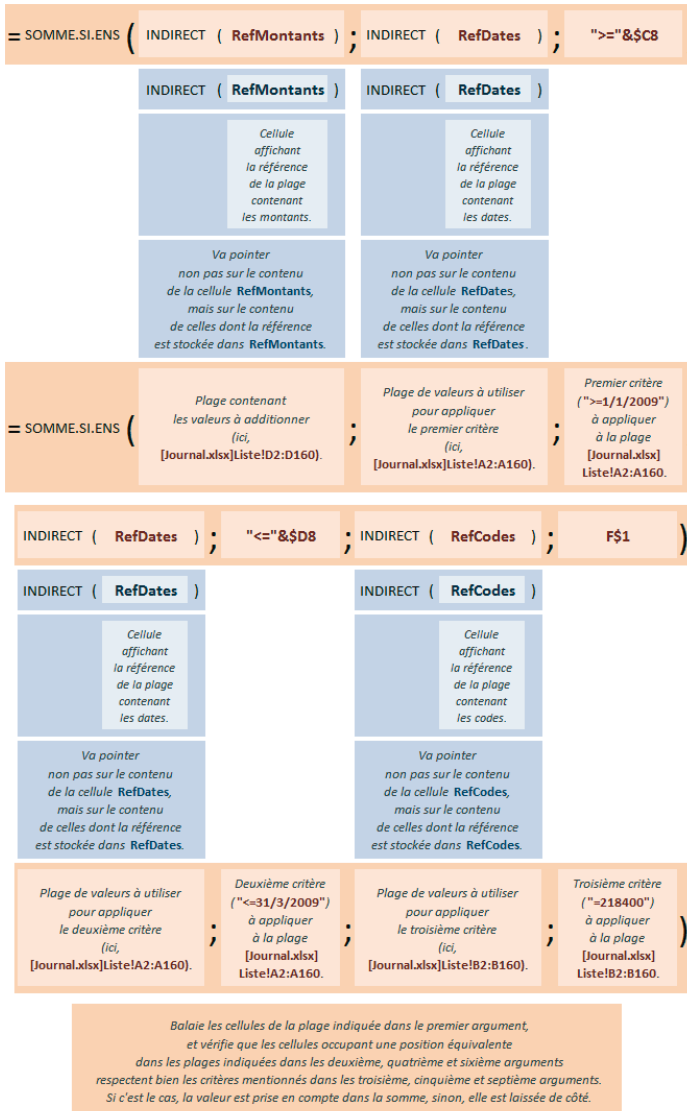 = SOMME.SI.ENS ( INDIRECT ( RefMontants ) ; INDIRECT ( RefDates ) ; ">="&$C8
INDIRECT ( RefMontants )
Cellule
affichant
la référence
de la plage
contenant
les montants.
Va pointer
non pas sur le contenu
de la cellule RefMontants,
mais sur le contenu
de celles dont la référence
est stockée dans RefMontants.
INDIRECT ( RefDates )
Cellule
affichant
la référence
de la plage
contenant
les dates.
Va pointer
non pas sur le contenu
de la cellule RefDates,
mais sur le contenu
de celles dont la référence
est stockée dans RefDates.
= SOMME.SI.ENS (
Plage contenant
les valeurs à additionner
(ici,
[Journal.xlsx]Liste!D2:D160).
;
Plage de valeurs à utiliser
pour appliquer
le premier critère
(ici,
[Journal.xlsx]Liste!A2:A160).
;
Premier critère
(">=1/1/2009")
à appliquer
à la plage
[Journal.xlsx]
Liste!A2:A160.
INDIRECT ( RefDates ) ; "<="&$D8 ; INDIRECT ( RefCodes ) ; F$1 )
INDIRECT ( RefDates )
Cellule
affichant
la référence
de la plage
contenant
les dates.
Va pointer
non pas sur le contenu
de la cellule RefDates,
mais sur le contenu
de celles dont la référence
est stockée dans RefDates.
INDIRECT ( RefCodes )
Cellule
affichant
la référence
de la plage
contenant
les codes.
Va pointer
non pas sur le contenu
de la cellule RefCodes,
mais sur le contenu
de celles dont la référence
est stockée dans RefCodes.
Plage de valeurs à utiliser
pour appliquer
le deuxième critère
(ici,
[Journal.xlsx]Liste!A2:A160).
;
Deuxième critère
("<=31/3/2009")
à appliquer
à la plage
[Journal.xlsx]
Liste!A2:A160.
;
Plage de valeurs à utiliser
pour appliquer
le troisième critère
(ici,
[Journal.xlsx]Liste!B2:B160).
;
Troisième critère
("=218400")
à appliquer
à la plage
[Journal.xlsx]
Liste!B2:B160.
)
Balaie les cellules de la plage indiquée dans le premier argument,
et vérifie que les cellules occupant une position équivalente
dans les plages indiquées dans les deuxième, quatrième et sixième arguments
respectent bien les critères mentionnés dans les troisième, cinquième et septième arguments.
Si c'est le cas, la valeur est prise en compte dans la somme, sinon, elle est laissée de côté.